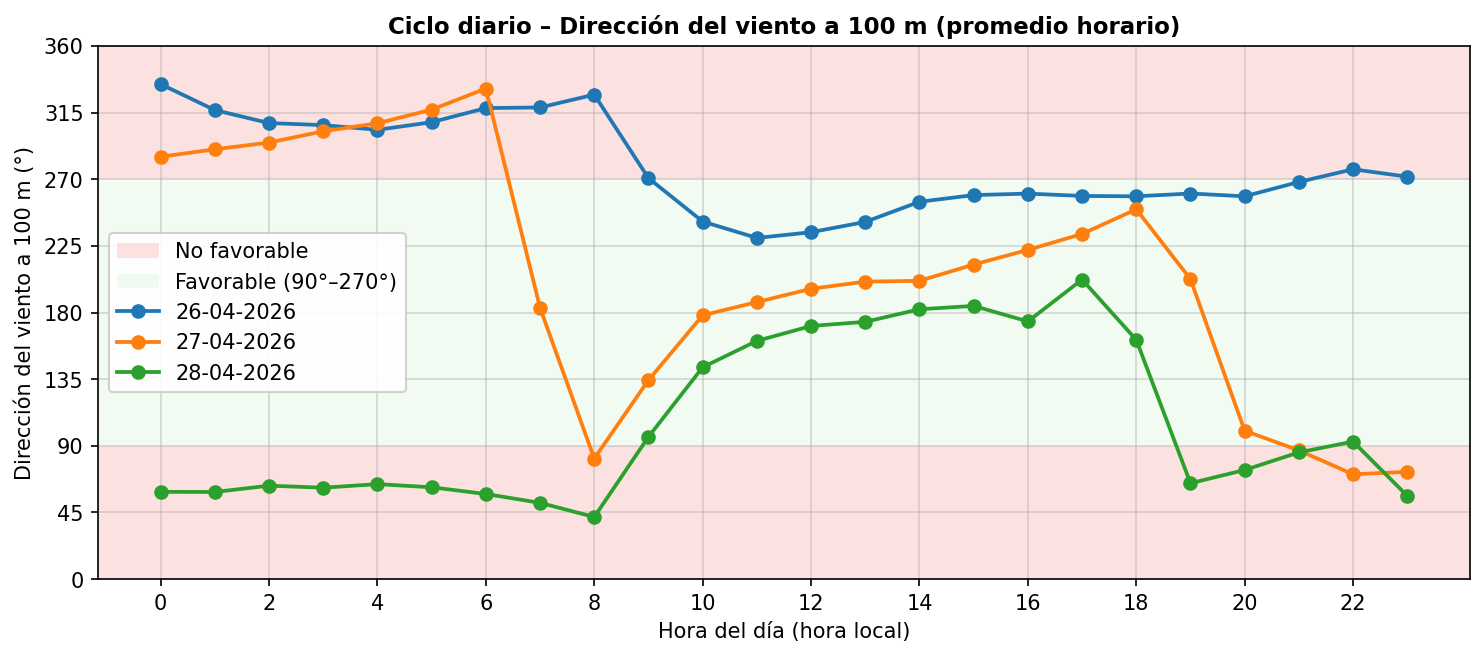 Ciclo diario – Dirección del viento a 100 m (promedio horario)
Dirección del viento a 100 m (°)
360
315
270
225
180
135
90
45
0
No favorable
Favorable (90°–270°)
26-04-2026
27-04-2026
28-04-2026
0 2 4 6 8 10 12 14 16 18 20 22
Hora del día (hora local)